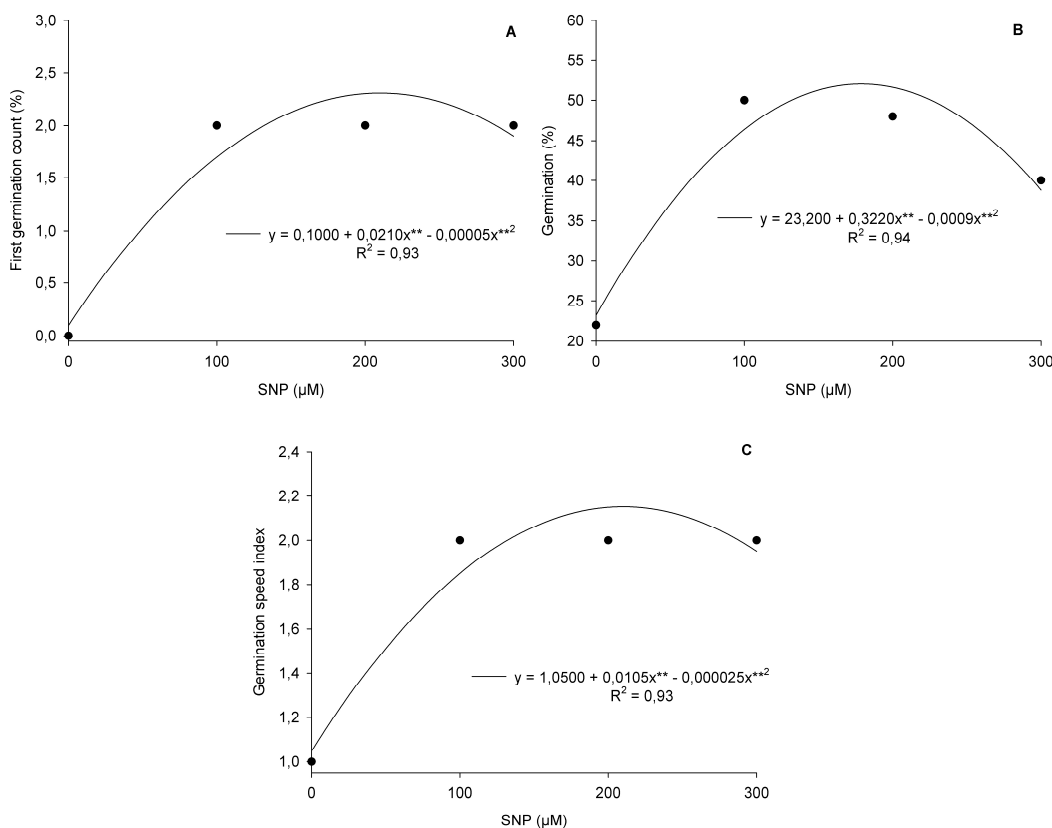 A
First germination count (%)
3,0
2,5
2,0
1,5
1,0
0,5
0,0
y = 0,1000 + 0,0210x** - 0,00005x**²
R² = 0,93
0 100 200 300
SNP (µM)
B
Germination (%)
60
55
50
45
40
35
30
25
20
y = 23,200 + 0,3220x** - 0,0009x**²
R² = 0,94
0 100 200 300
SNP (µM)
C
Germination speed index
2,4
2,2
2,0
1,8
1,6
1,4
1,2
1,0
y = 1,0500 + 0,0105x** - 0,000025x**²
R² = 0,93
0 100 200 300
SNP (µM)